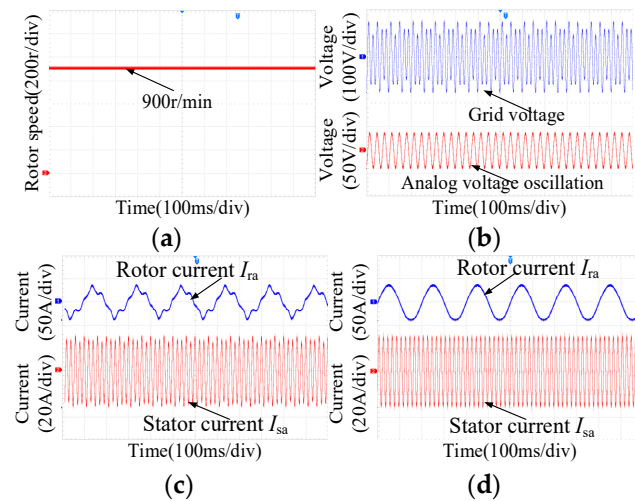 Rotor speed(200r/div)
900r/min
Time(100ms/div)
(a)
Voltage
(100V/div)
Grid voltage
Voltage
(50V/div)
Analog voltage oscillation
Time(100ms/div)
(b)
Current
(50A/div)
Rotor current Ira
Current
(20A/div)
Stator current Isa
Time(100ms/div)
(c)
Current
(50A/div)
Rotor current Ira
Current
(20A/div)
Stator current Isa
Time(100ms/div)
(d)